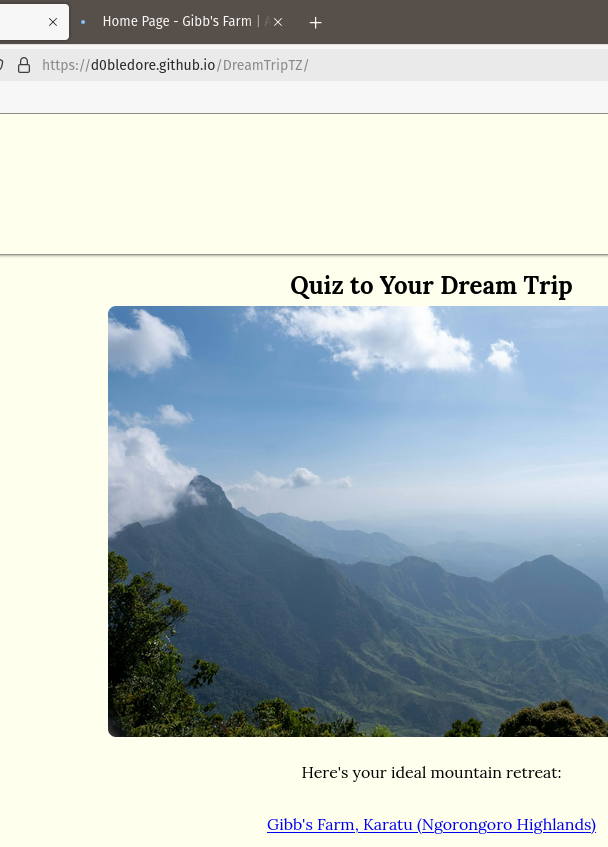 Home Page - Gibb's Farm |
https://d0bledore.github.io/DreamTripTZ/
Quiz to Your Dream Trip
Here's your ideal mountain retreat:
Gibb's Farm, Karatu (Ngorongoro Highlands)